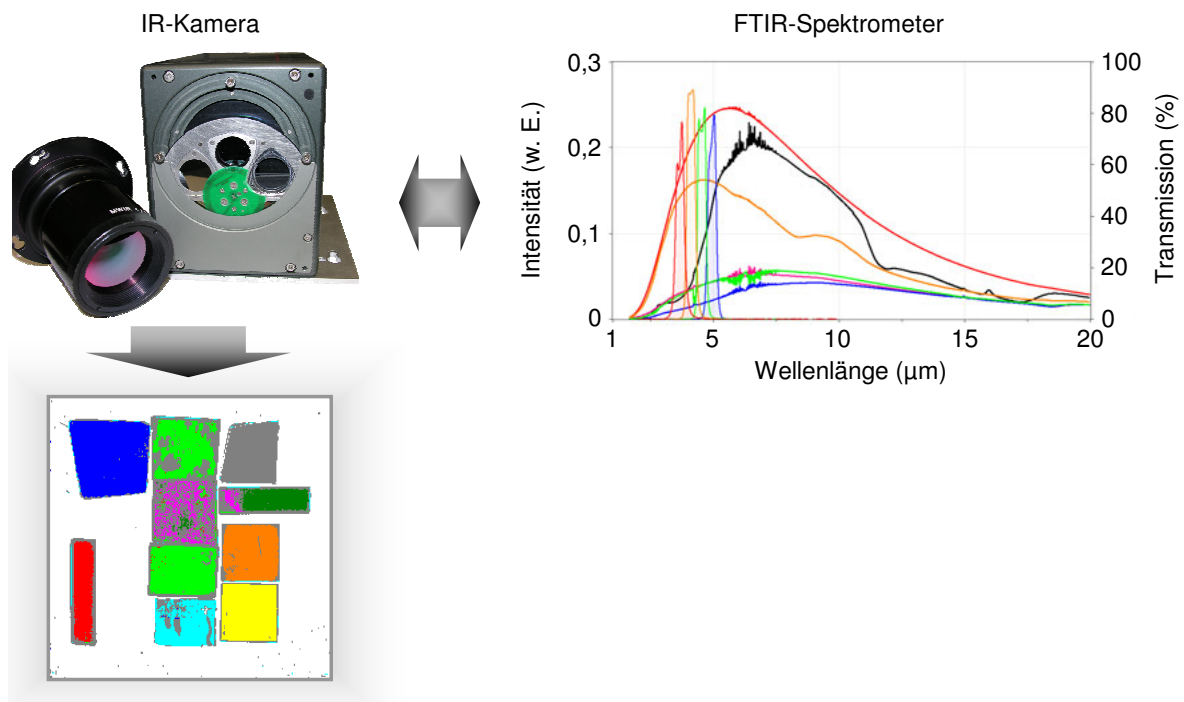 IR-Kamera
FTIR-Spektrometer
MWIR
Intensität (w. E.)
0,3
0,2
0,1
0
100
80
60
40
20
0
Transmission (%)
1
5
10
15
20
Wellenlänge (µm)